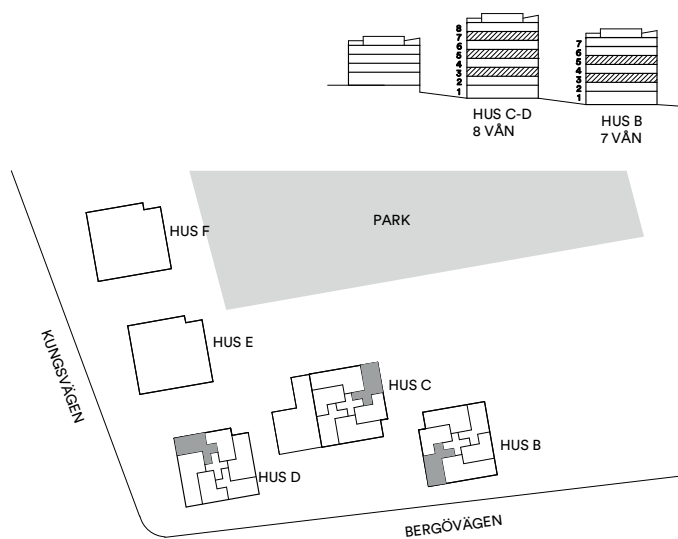 8
7
6
5
4
3
2
1
HUS C-D
8 VÅN
7
6
5
4
3
2
1
HUS B
7 VÅN
PARK
HUS F
HUS E
KUNGSVÄGEN
HUS C
HUS B
HUS D
BERGÖVÄGEN